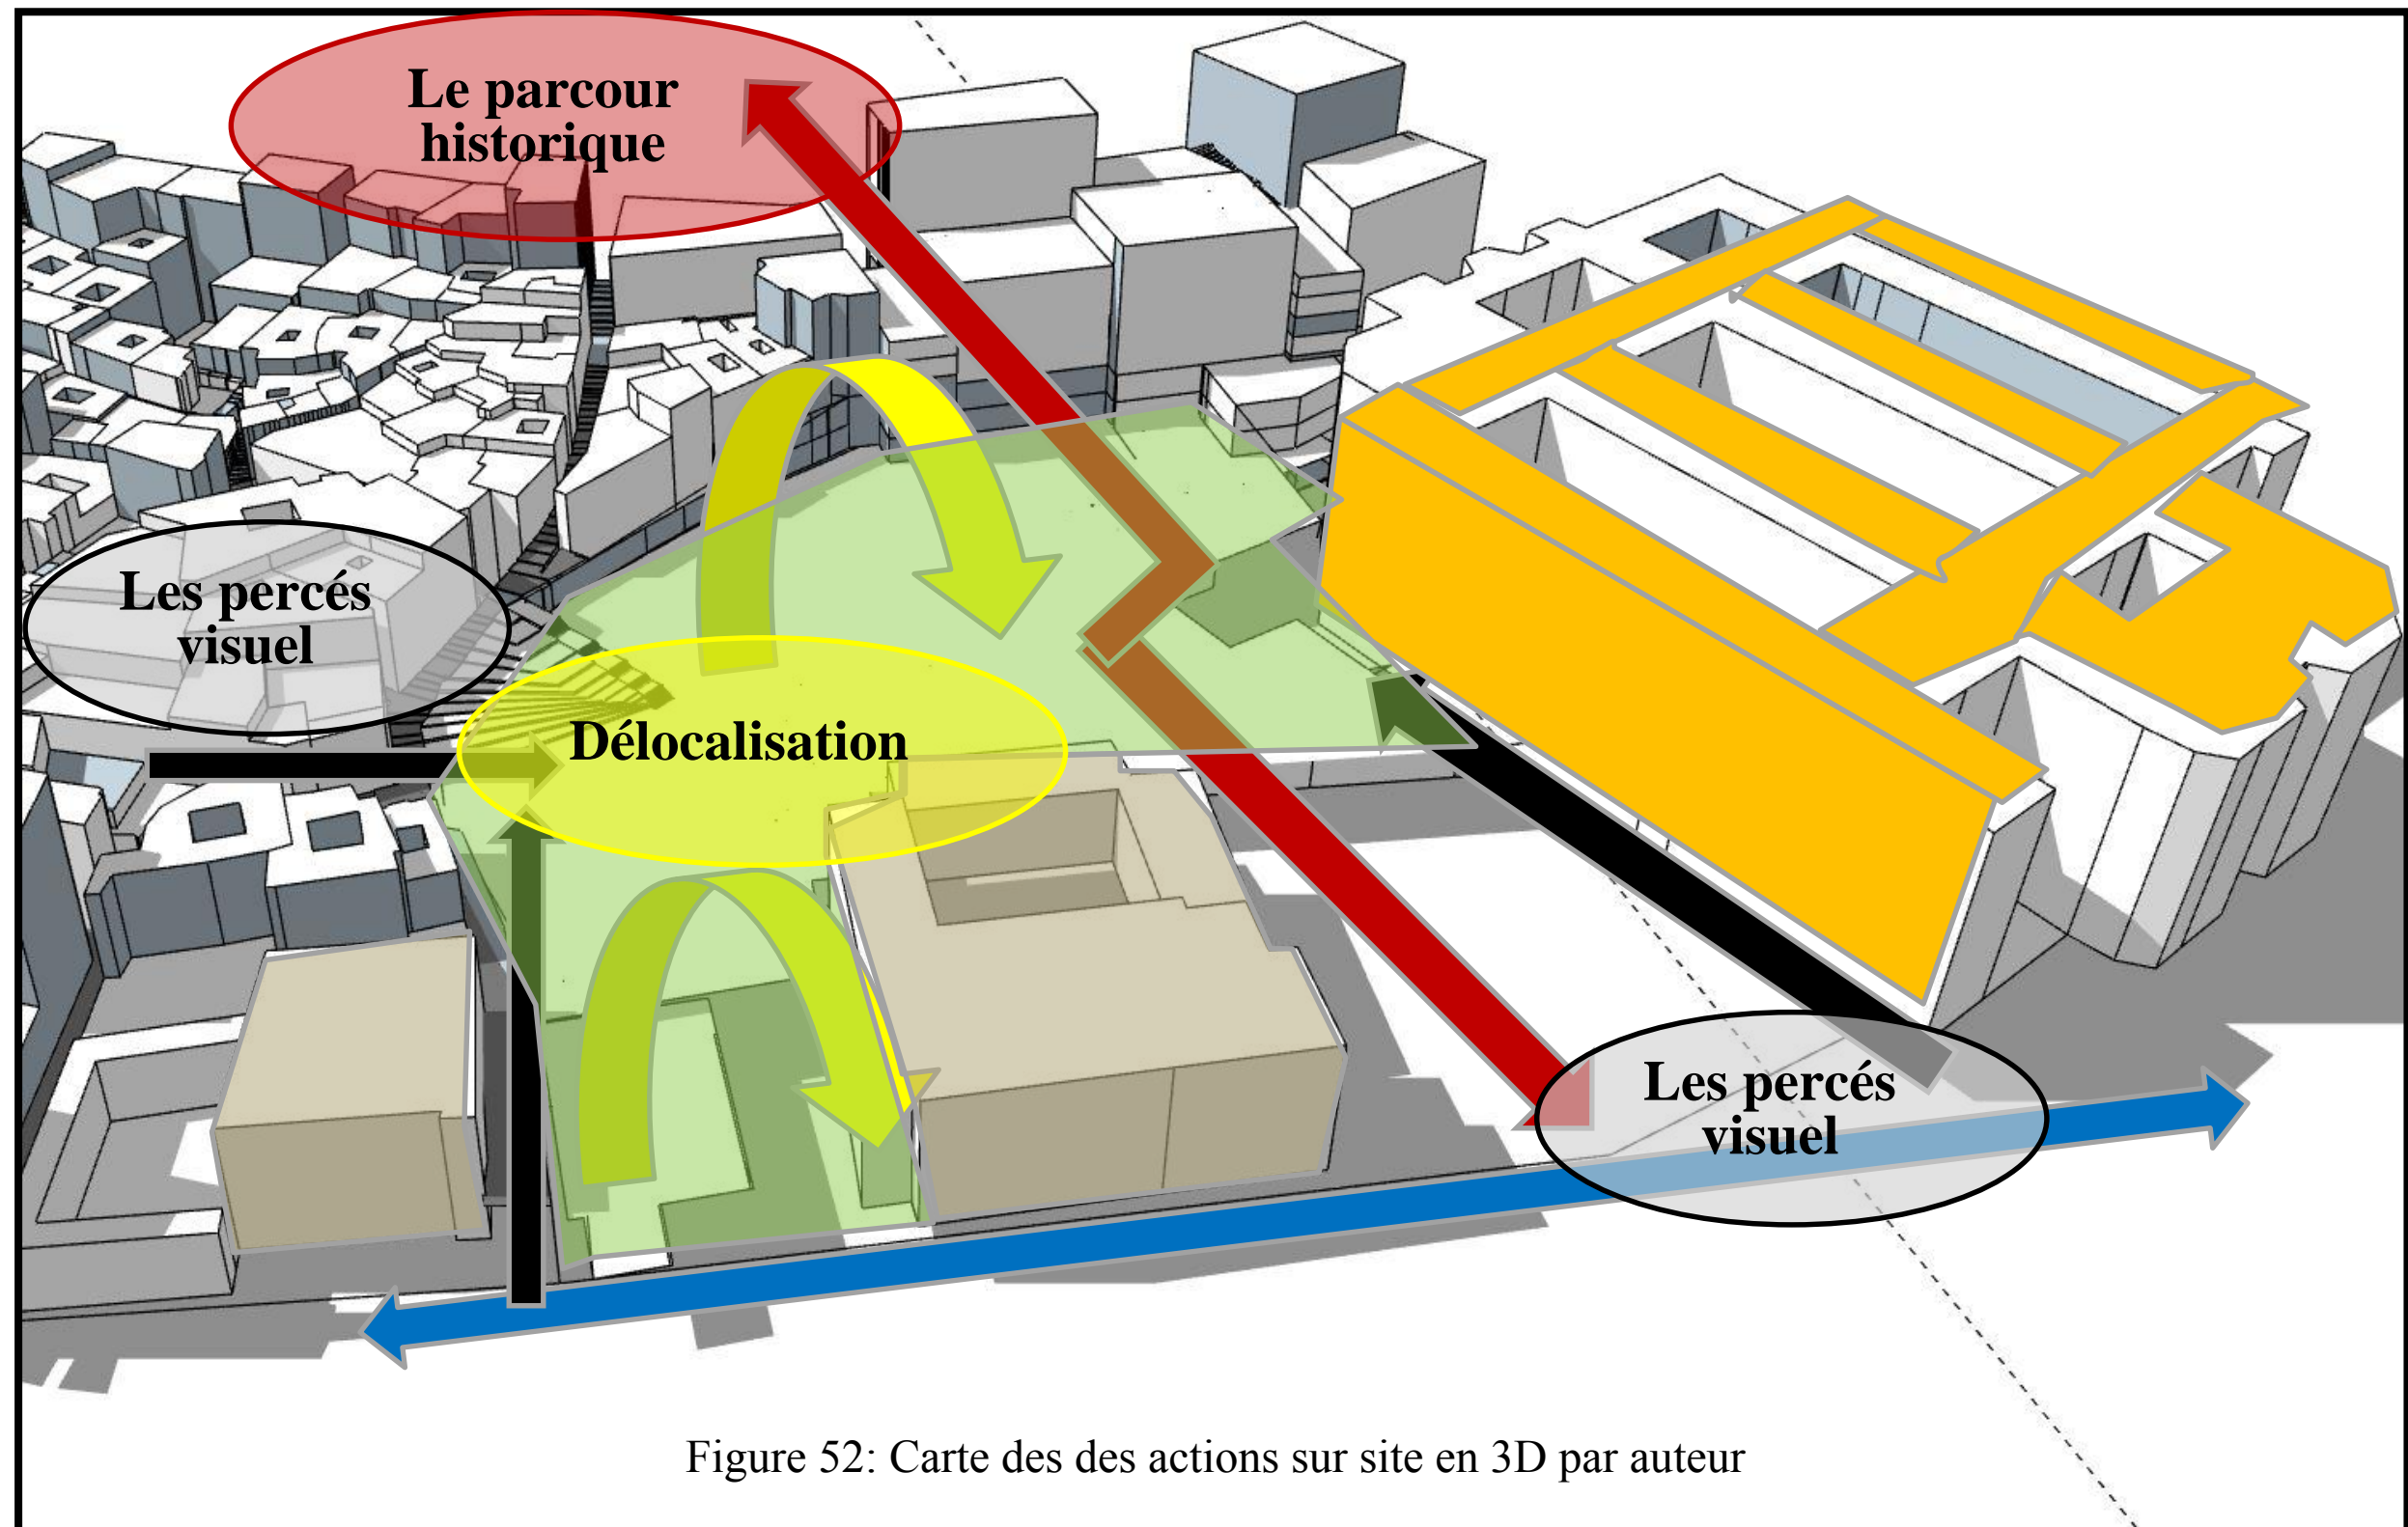 Le parcour
historique
Les percés
visuel
Délocalisation
Les percés
visuel
Figure 52: Carte des des actions sur site en 3D par auteur